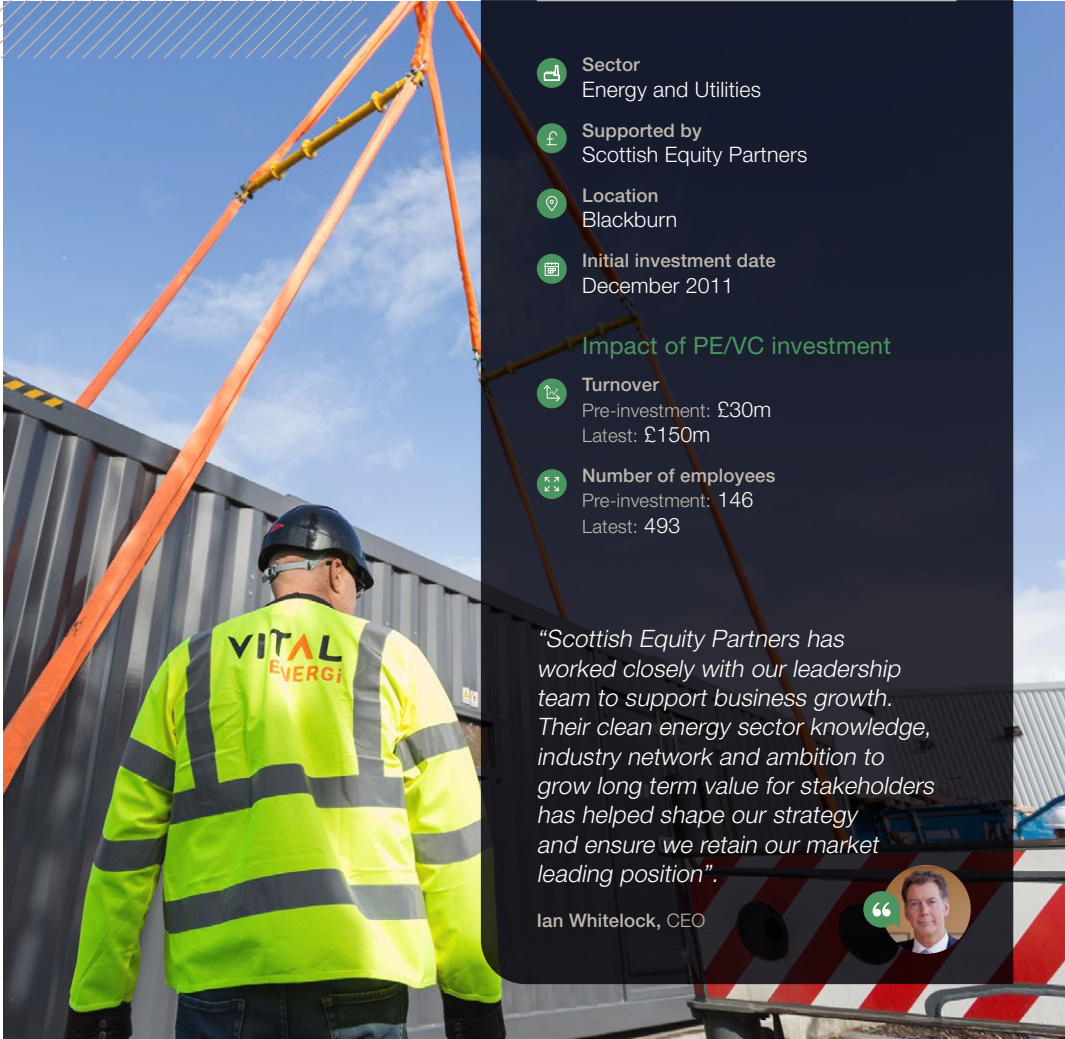 Sector
Energy and Utilities
Supported by
Scottish Equity Partners
Location
Blackburn
Initial investment date
December 2011
Impact of PE/VC investment
Turnover
Pre-investment: £30m
Latest: £150m
Number of employees
Pre-investment: 146
Latest: 493
VITAL
ENERGi
“Scottish Equity Partners has
worked closely with our leadership
team to support business growth.
Their clean energy sector knowledge,
industry network and ambition to
grow long term value for stakeholders
has helped shape our strategy
and ensure we retain our market
leading position”.
Ian Whitelock, CEO